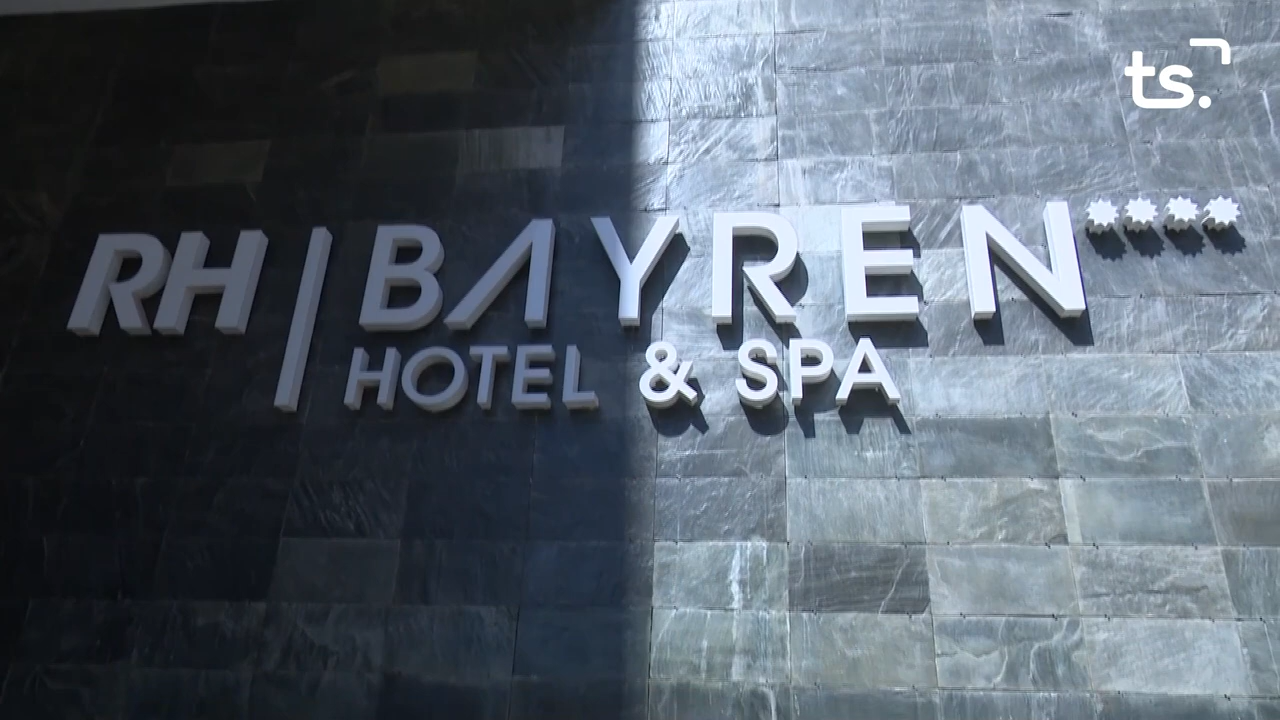 ts.
RH | BAYREN ****
HOTEL & SPA